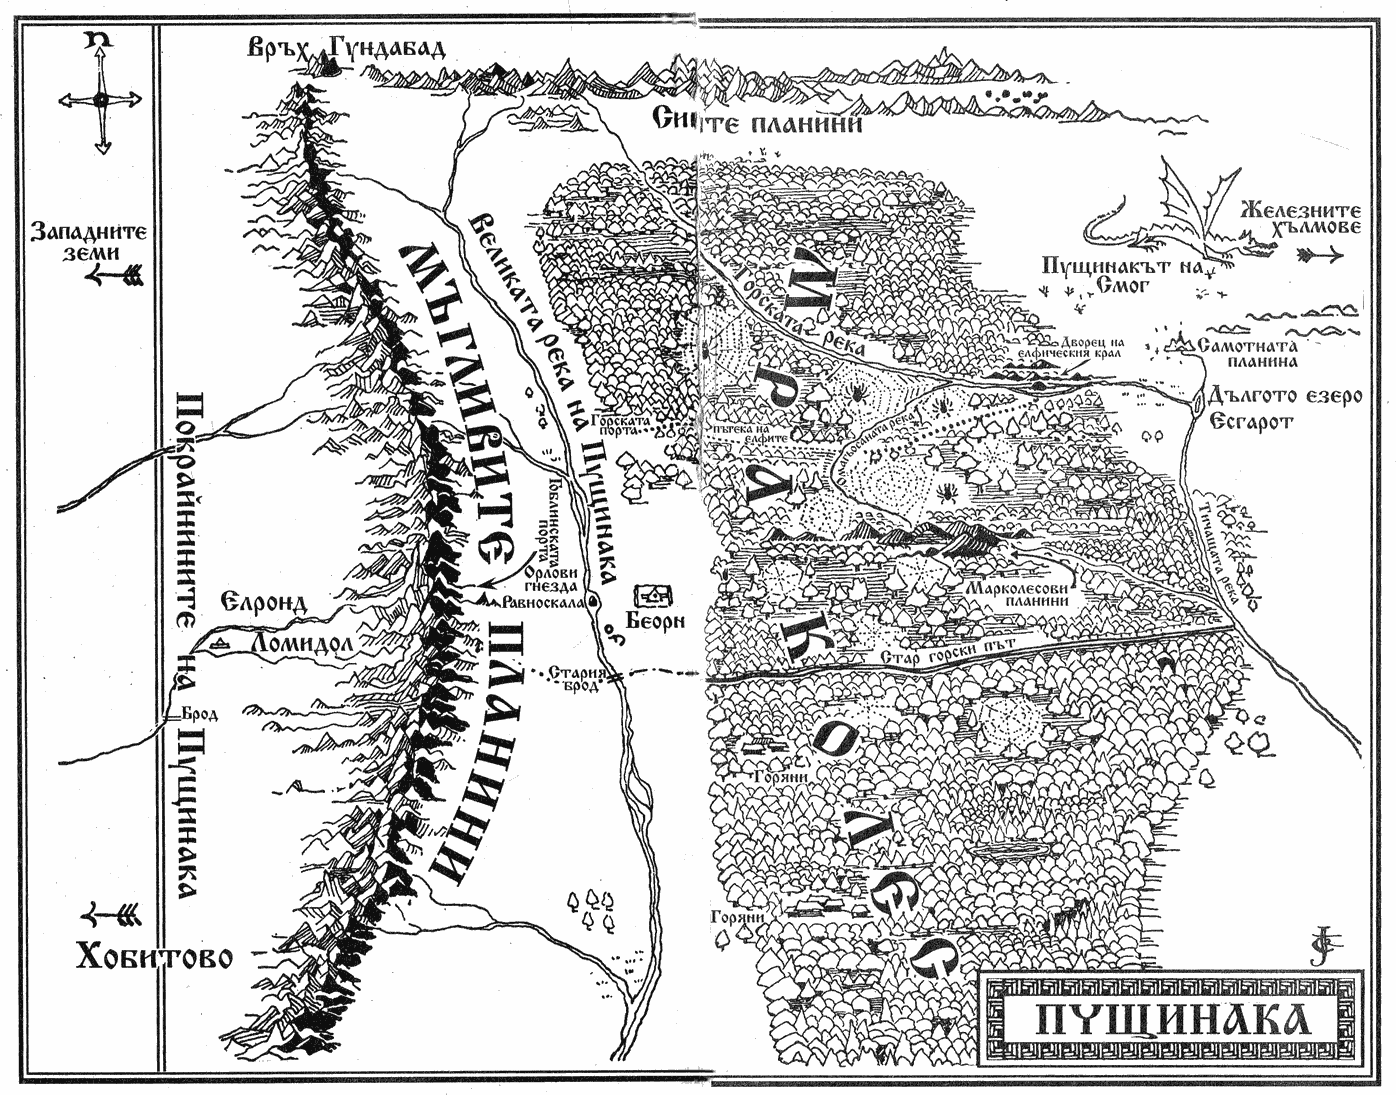 п
Връх Гундабад
Сивите планини
Западните
земи
Великата река на Пущинака
Мъгливите планини
Железните
хълмове
Пущинакът на
Смог
Горската река
Мраколес
Дворец на
елфическия крал
Самотната
планина
Дългото езеро
Есгарот
Горската
порта
пътека на
елфите
Омагьосаната река
Покрайнините на Пущинака
Гоблинската
порта
Орлови
гнезда
Равноскала
Беорн
Марколесови
планини
Тичащата река
Елронд
Ломидол
Стар горски път
Стария
брод
Брод
Горяни
Горяни
Хобитово
Пущинака